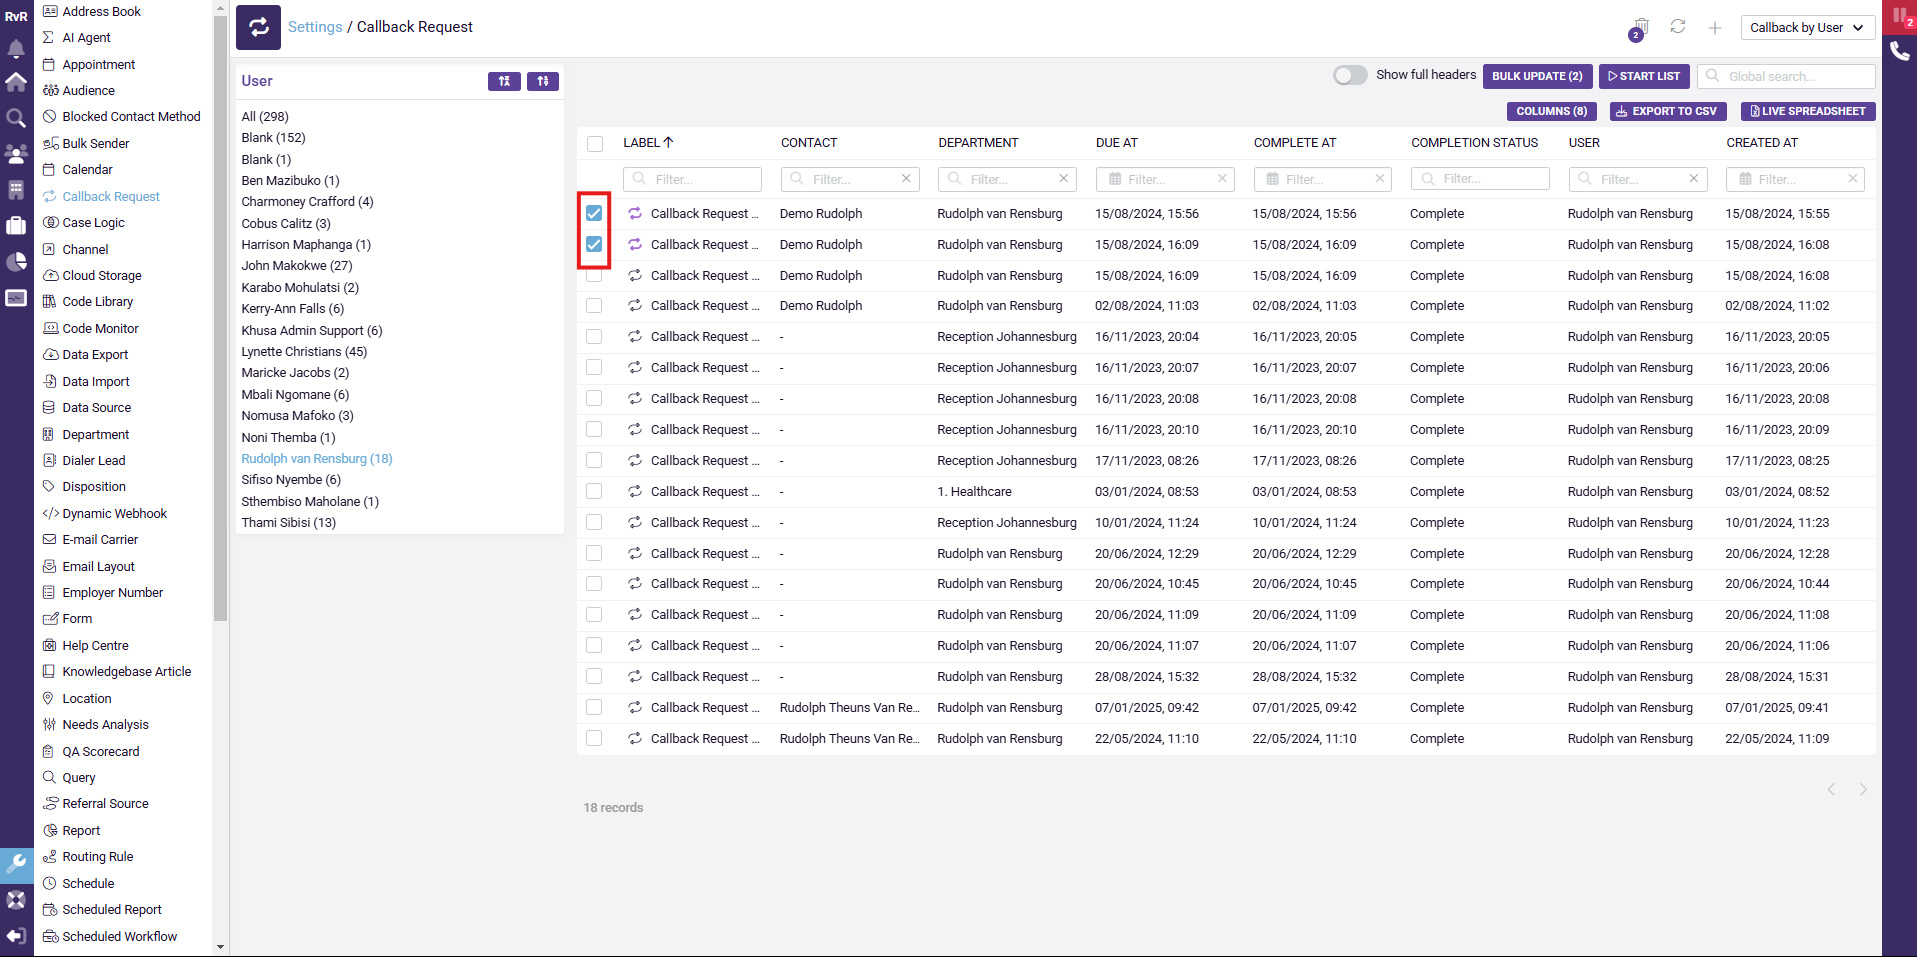 RvR
Address Book
AI Agent
Appointment
Audience
Blocked Contact Method
Bulk Sender
Calendar
Callback Request
Case Logic
Channel
Cloud Storage
Code Library
Code Monitor
Data Export
Data Import
Data Source
Department
Dialer Lead
Disposition
Dynamic Webhook
E-mail Carrier
Email Layout
Employer Number
Form
Help Centre
Knowledgebase Article
Location
Needs Analysis
QA Scorecard
Query
Referral Source
Report
Routing Rule
Schedule
Scheduled Report
Scheduled Workflow
Settings / Callback Request
2
Callback by User
2
User
All (298)
Blank (152)
Blank (1)
Ben Mazibuko (1)
Charmoney Crafford (4)
Cobus Calitz (3)
Harrison Maphanga (1)
John Makokwe (27)
Karabo Mohulatsi (2)
Kerry-Ann Falls (6)
Khusa Admin Support (6)
Lynette Christians (45)
Maricke Jacobs (2)
Mbali Ngomane (6)
Nomusa Mafoko (3)
Noni Themba (1)
Rudolph van Rensburg (18)
Sifiso Nyembe (6)
Sthembiso Maholane (1)
Thami Sibisi (13)
Show full headers BULK UPDATE (2) START LIST Global search...
COLUMNS (8) EXPORT TO CSV LIVE SPREADSHEET
LABEL CONTACT DEPARTMENT DUE AT COMPLETE AT COMPLETION STATUS USER CREATED AT
Filter... Filter... Filter... Filter... Filter... Filter... Filter... Filter...
Callback Request ... Demo Rudolph Rudolph van Rensburg 15/08/2024, 15:56 15/08/2024, 15:56 Complete Rudolph van Rensburg 15/08/2024, 15:55
Callback Request ... Demo Rudolph Rudolph van Rensburg 15/08/2024, 16:09 15/08/2024, 16:09 Complete Rudolph van Rensburg 15/08/2024, 16:08
Callback Request ... Demo Rudolph Rudolph van Rensburg 15/08/2024, 16:09 15/08/2024, 16:09 Complete Rudolph van Rensburg 15/08/2024, 16:08
Callback Request ... Demo Rudolph Rudolph van Rensburg 02/08/2024, 11:03 02/08/2024, 11:03 Complete Rudolph van Rensburg 02/08/2024, 11:02
Callback Request ... - Reception Johannesburg 16/11/2023, 20:04 16/11/2023, 20:05 Complete Rudolph van Rensburg 16/11/2023, 20:05
Callback Request ... - Reception Johannesburg 16/11/2023, 20:07 16/11/2023, 20:07 Complete Rudolph van Rensburg 16/11/2023, 20:06
Callback Request ... - Reception Johannesburg 16/11/2023, 20:08 16/11/2023, 20:08 Complete Rudolph van Rensburg 16/11/2023, 20:08
Callback Request ... - Reception Johannesburg 16/11/2023, 20:10 16/11/2023, 20:10 Complete Rudolph van Rensburg 16/11/2023, 20:09
Callback Request ... - Reception Johannesburg 17/11/2023, 08:26 17/11/2023, 08:26 Complete Rudolph van Rensburg 17/11/2023, 08:25
Callback Request ... - 1. Healthcare 03/01/2024, 08:53 03/01/2024, 08:53 Complete Rudolph van Rensburg 03/01/2024, 08:52
Callback Request ... - Reception Johannesburg 10/01/2024, 11:24 10/01/2024, 11:24 Complete Rudolph van Rensburg 10/01/2024, 11:23
Callback Request ... - Rudolph van Rensburg 20/06/2024, 12:29 20/06/2024, 12:29 Complete Rudolph van Rensburg 20/06/2024, 12:28
Callback Request ... - Rudolph van Rensburg 20/06/2024, 10:45 20/06/2024, 10:45 Complete Rudolph van Rensburg 20/06/2024, 10:44
Callback Request ... - Rudolph van Rensburg 20/06/2024, 11:09 20/06/2024, 11:09 Complete Rudolph van Rensburg 20/06/2024, 11:08
Callback Request ... - Rudolph van Rensburg 20/06/2024, 11:07 20/06/2024, 11:07 Complete Rudolph van Rensburg 20/06/2024, 11:06
Callback Request ... - Rudolph van Rensburg 28/08/2024, 15:32 28/08/2024, 15:32 Complete Rudolph van Rensburg 28/08/2024, 15:31
Callback Request ... Rudolph Theuns Van Re... Rudolph van Rensburg 07/01/2025, 09:42 07/01/2025, 09:42 Complete Rudolph van Rensburg 07/01/2025, 09:41
Callback Request ... Rudolph Theuns Van Re... Rudolph van Rensburg 22/05/2024, 11:10 22/05/2024, 11:10 Complete Rudolph van Rensburg 22/05/2024, 11:09
18 records